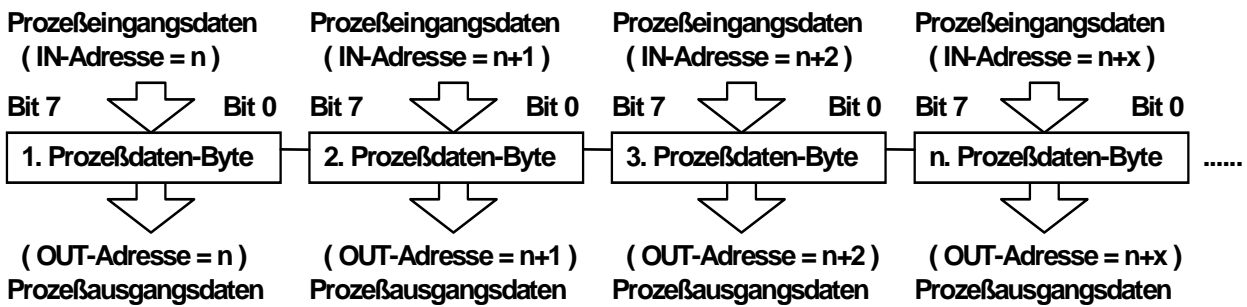 Prozeßeingangsdaten Prozeßeingangsdaten Prozeßeingangsdaten Prozeßeingangsdaten
( IN-Adresse = n ) ( IN-Adresse = n+1 ) ( IN-Adresse = n+2 ) ( IN-Adresse = n+x )
Bit 7 Bit 0 Bit 7 Bit 0 Bit 7 Bit 0 Bit 7 Bit 0
1. Prozeßdaten-Byte 2. Prozeßdaten-Byte 3. Prozeßdaten-Byte n. Prozeßdaten-Byte ......
( OUT-Adresse = n ) ( OUT-Adresse = n+1 ) ( OUT-Adresse = n+2 ) ( OUT-Adresse = n+x )
Prozeßausgangsdaten Prozeßausgangsdaten Prozeßausgangsdaten Prozeßausgangsdaten